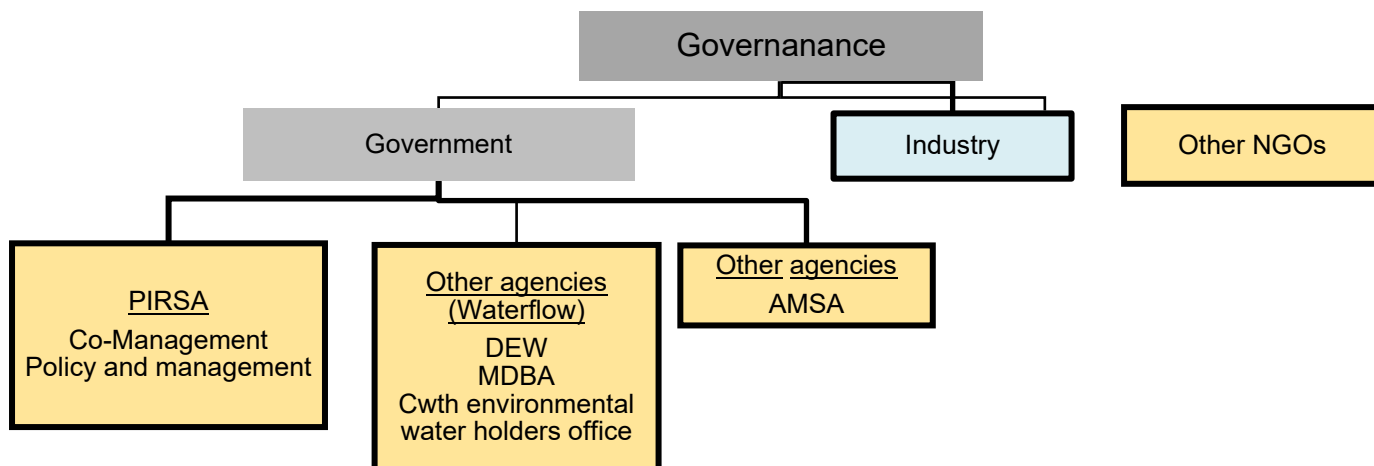 Governanance
Government
Industry
Other NGOs
PIRSA
Co-Management
Policy and management
Other agencies
(Waterflow)
DEW
MDBA
Cwth environmental
water holders office
Other agencies
AMSA